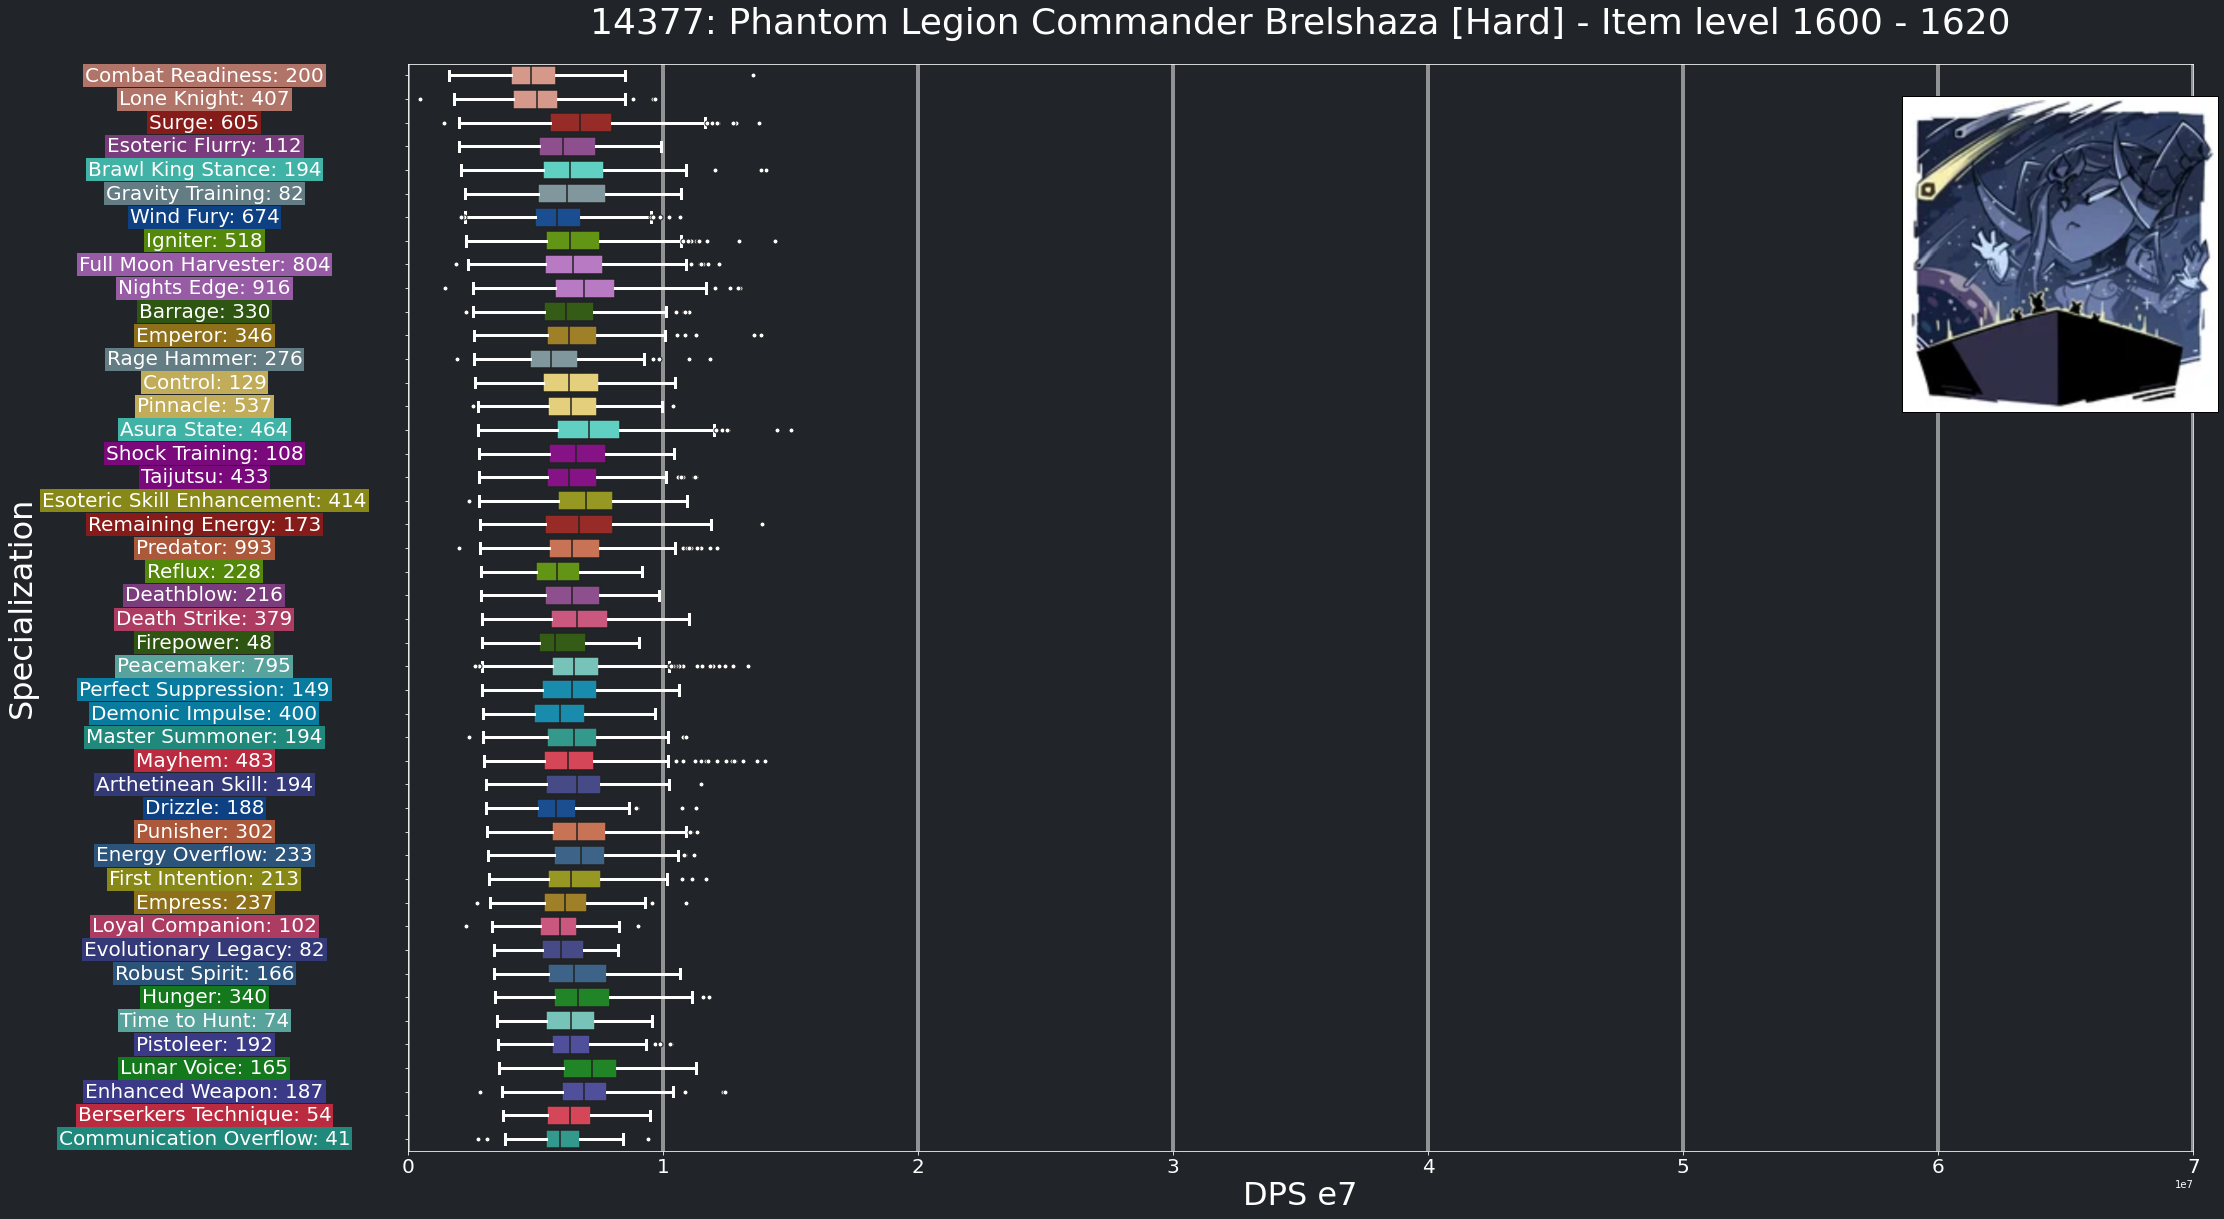 14377: Phantom Legion Commander Brelshaza [Hard] - Item level 1600 - 1620
Specialization
Combat Readiness: 200
Lone Knight: 407
Surge: 605
Esoteric Flurry: 112
Brawl King Stance: 194
Gravity Training: 82
Wind Fury: 674
Igniter: 518
Full Moon Harvester: 804
Nights Edge: 916
Barrage: 330
Emperor: 346
Rage Hammer: 276
Control: 129
Pinnacle: 537
Asura State: 464
Shock Training: 108
Taijutsu: 433
Esoteric Skill Enhancement: 414
Remaining Energy: 173
Predator: 993
Reflux: 228
Deathblow: 216
Death Strike: 379
Firepower: 48
Peacemaker: 795
Perfect Suppression: 149
Demonic Impulse: 400
Master Summoner: 194
Mayhem: 483
Arthetinean Skill: 194
Drizzle: 188
Punisher: 302
Energy Overflow: 233
First Intention: 213
Empress: 237
Loyal Companion: 102
Evolutionary Legacy: 82
Robust Spirit: 166
Hunger: 340
Time to Hunt: 74
Pistoleer: 192
Lunar Voice: 165
Enhanced Weapon: 187
Berserkers Technique: 54
Communication Overflow: 41
0 1 2 3 4 5 6 7
1e7
DPS e7